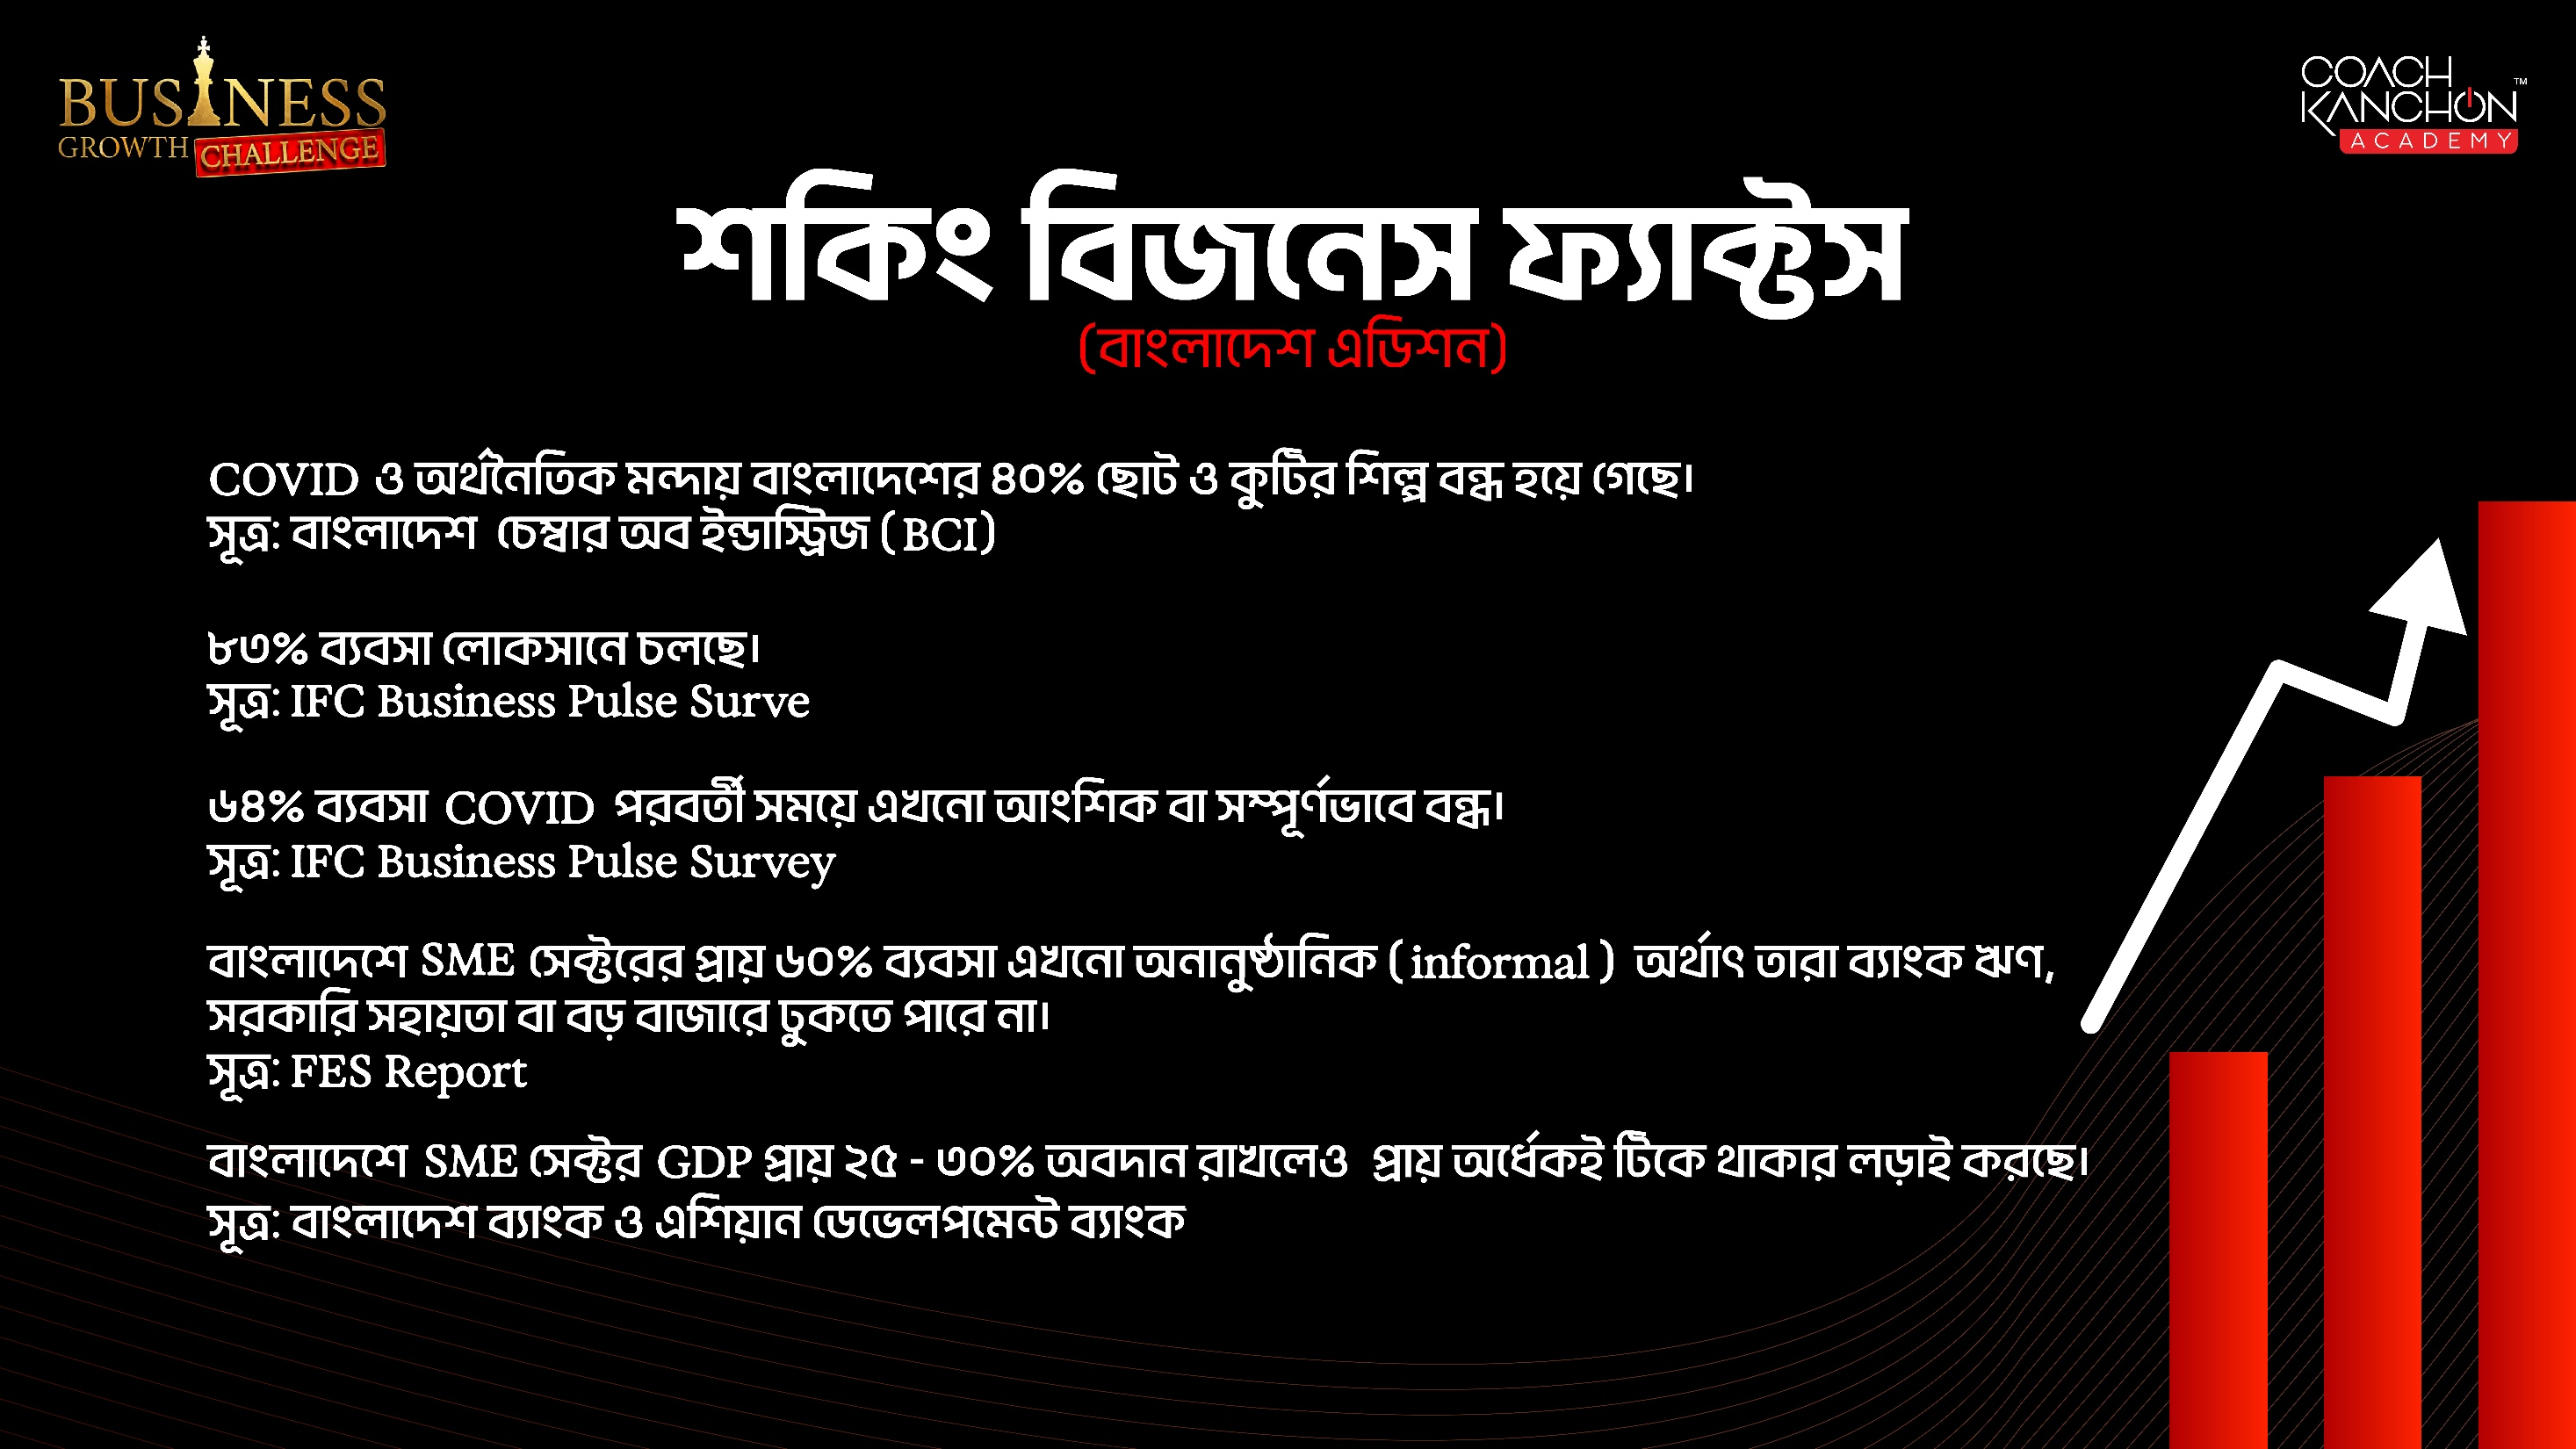 BUSINESS
GROWTH CHALLENGE
COACH
KANCHON™
ACADEMY
শকিং বিজনেস ফ্যাক্টস
(বাংলাদেশ এডিশন)
COVID ও অর্থনৈতিক মন্দায় বাংলাদেশের ৪০% ছোট ও কুটির শিল্প বন্ধ হয়ে গেছে।
সূত্র: বাংলাদেশ চেম্বার অব ইন্ডাস্ট্রিজ (BCI)
৮৩% ব্যবসা লোকসানে চলছে।
সূত্র: IFC Business Pulse Surve
৬৪% ব্যবসা COVID পরবর্তী সময়ে এখনো আংশিক বা সম্পূর্ণভাবে বন্ধ।
সূত্র: IFC Business Pulse Survey
বাংলাদেশে SME সেক্টরের প্রায় ৬০% ব্যবসা এখনো অনানুষ্ঠানিক (informal) অর্থাৎ তারা ব্যাংক ঋণ,
সরকারি সহায়তা বা বড় বাজারে ঢুকতে পারে না।
সূত্র: FES Report
বাংলাদেশে SME সেক্টর GDP প্রায় ২৫ - ৩০% অবদান রাখলেও প্রায় অর্ধেকই টিকে থাকার লড়াই করছে।
সূত্র: বাংলাদেশ ব্যাংক ও এশিয়ান ডেভেলপমেন্ট ব্যাংক